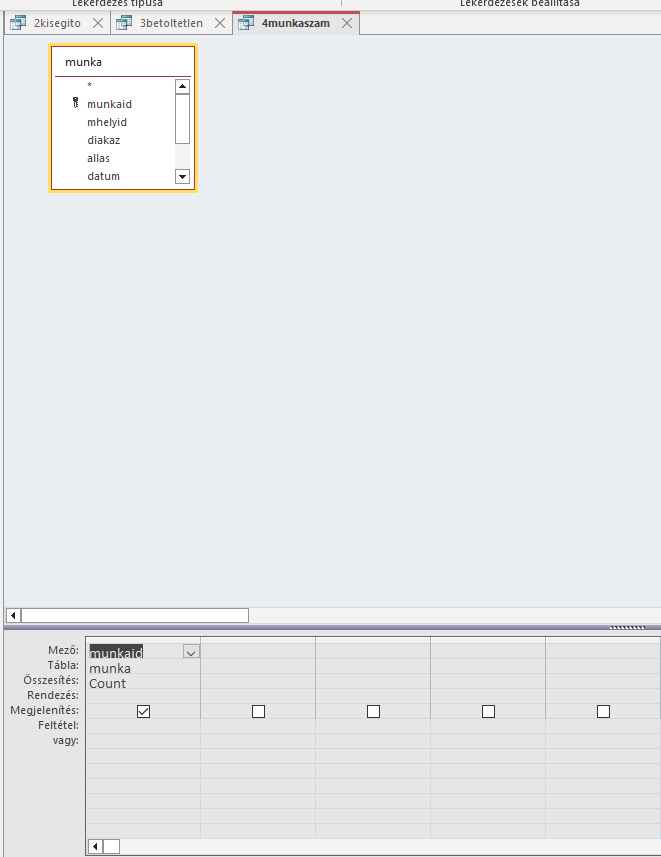 Lekérdezés típusa Lekérdezések beállítása
2kisegito 3betoltetlen 4munkaszam
munka
*
munkaid
mhelyid
diakaz
allas
datum
Mező: munkaid
Tábla: munka
Összesítés: Count
Rendezés:
Megjelenítés:
Feltétel:
vagy: